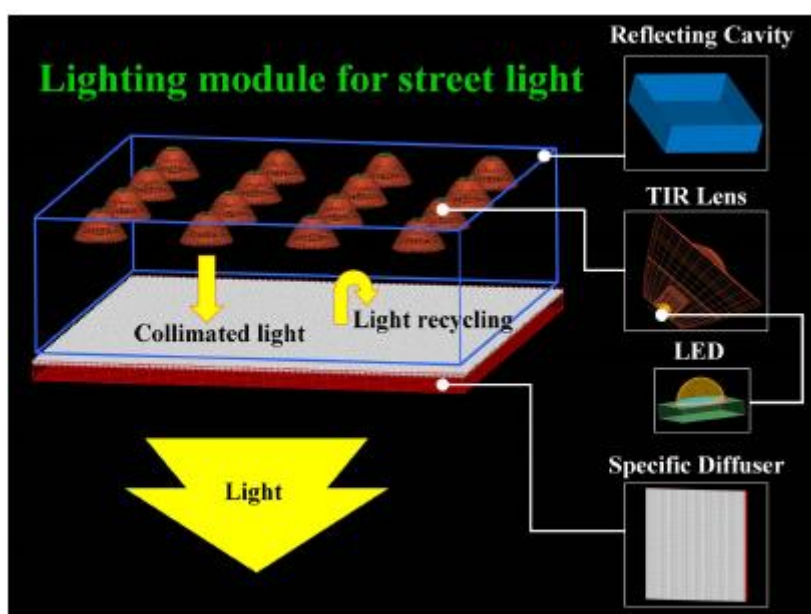 Lighting module for street light
Reflecting Cavity
TIR Lens
Collimated light
Light recycling
LED
Specific Diffuser
Light